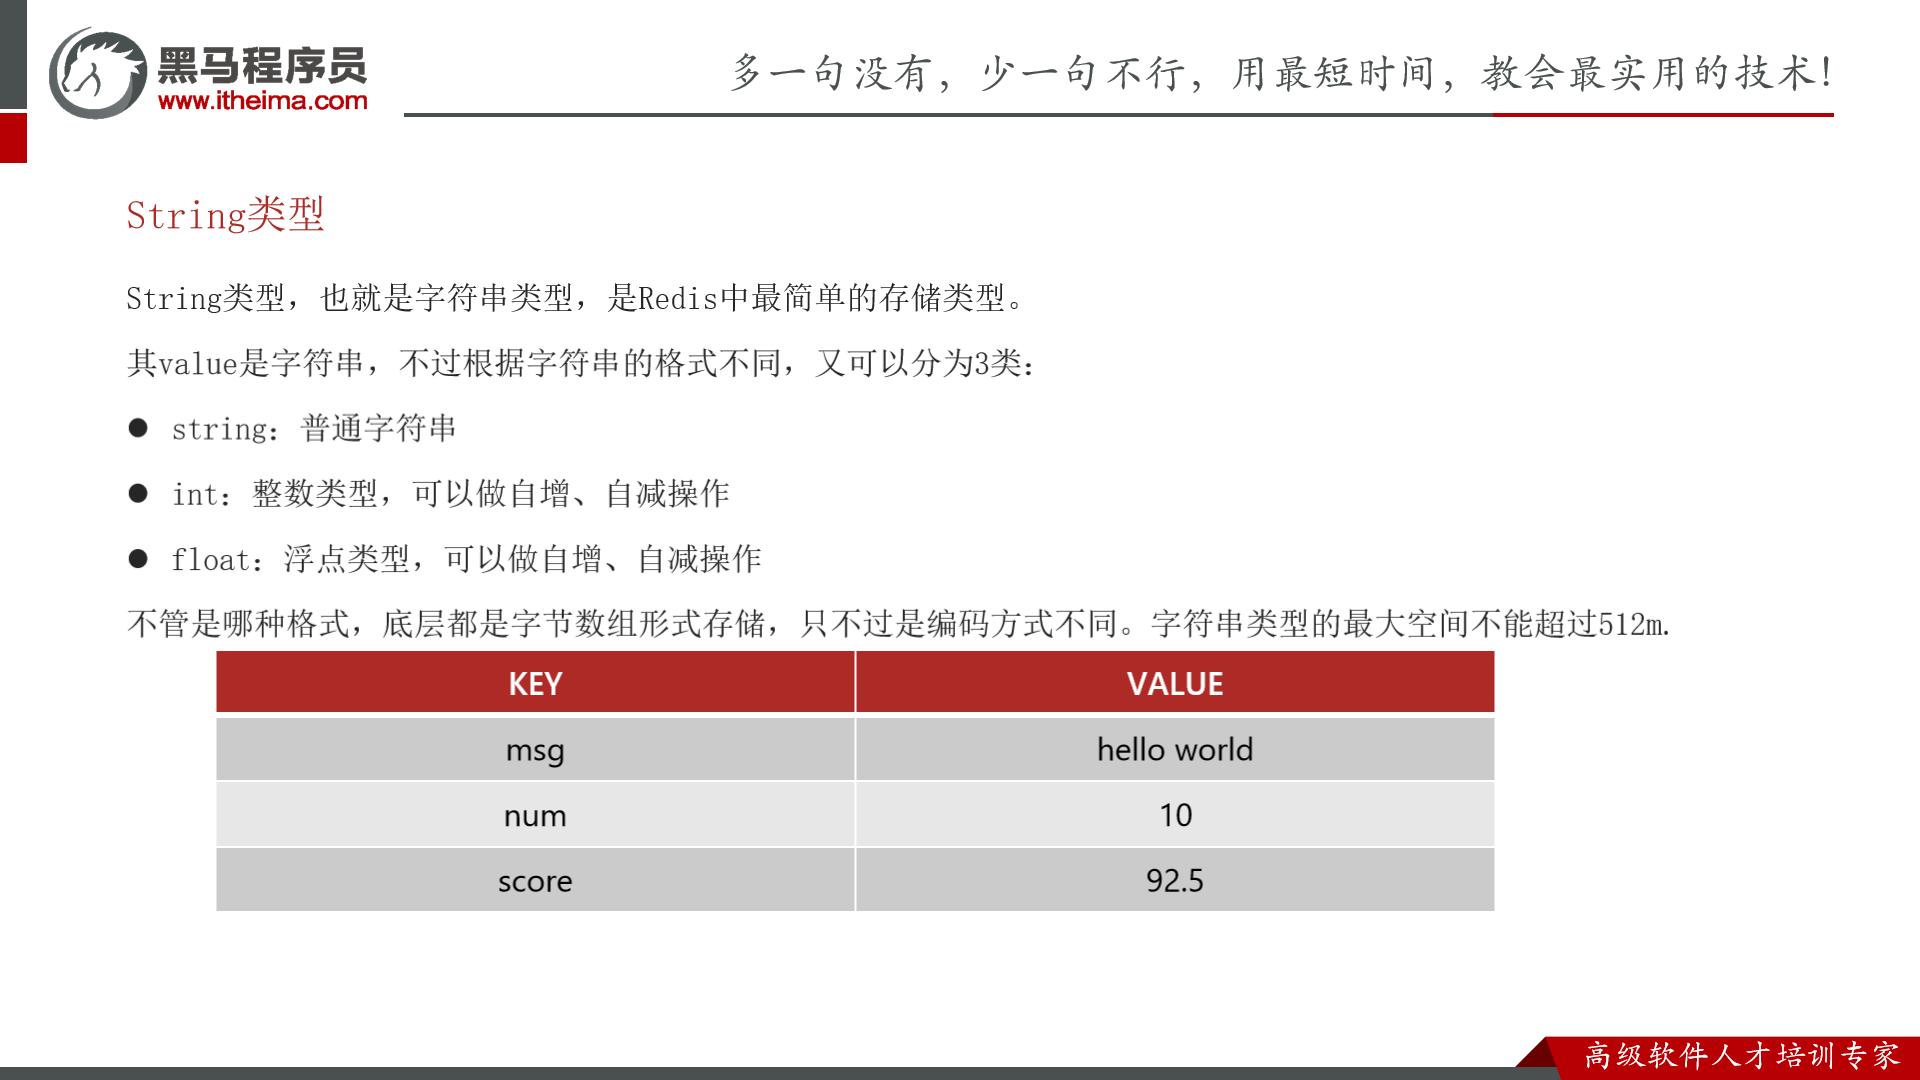 黑马程序员
www.itheima.com
多一句没有，少一句不行，用最短时间，教会最实用的技术！
String类型
String类型，也就是字符串类型，是Redis中最简单的存储类型。
其value是字符串，不过根据字符串的格式不同，又可以分为3类：
● string：普通字符串
● int：整数类型，可以做自增、自减操作
● float：浮点类型，可以做自增、自减操作
不管是哪种格式，底层都是字节数组形式存储，只不过是编码方式不同。字符串类型的最大空间不能超过512m.
KEY VALUE
msg hello world
num 10
score 92.5
高级软件人才培训专家